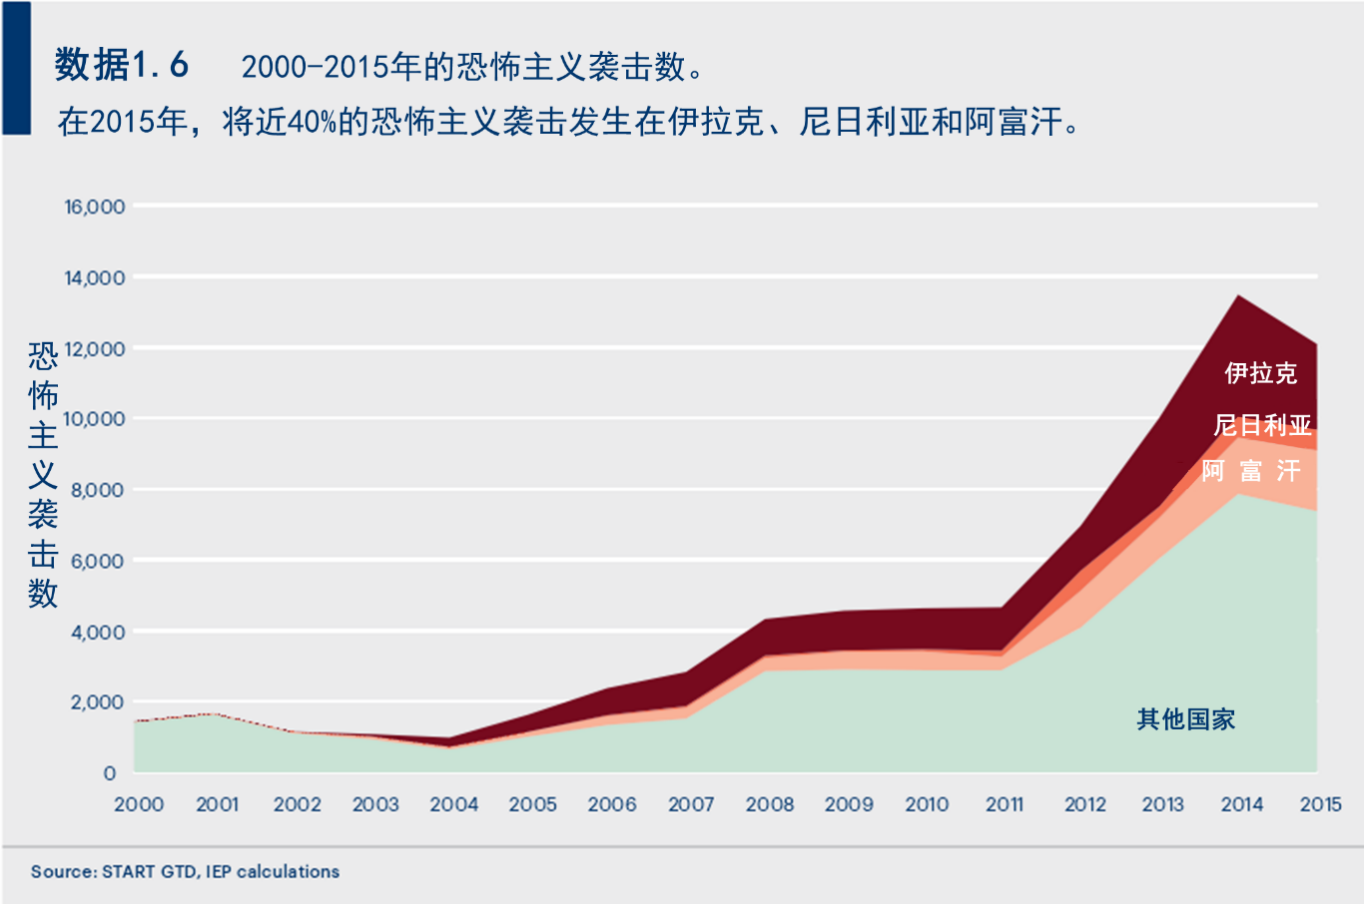 数据1.6 2000-2015年的恐怖主义袭击数。
在2015年，将近40%的恐怖主义袭击发生在伊拉克、尼日利亚和阿富汗。
恐怖主义袭击数
16,000
14,000
12,000
10,000
8,000
6,000
4,000
2,000
0
伊拉克
尼日利亚
阿富汗
其他国家
2000 2001 2002 2003 2004 2005 2006 2007 2008 2009 2010 2011 2012 2013 2014 2015
Source: START GTD, IEP calculations